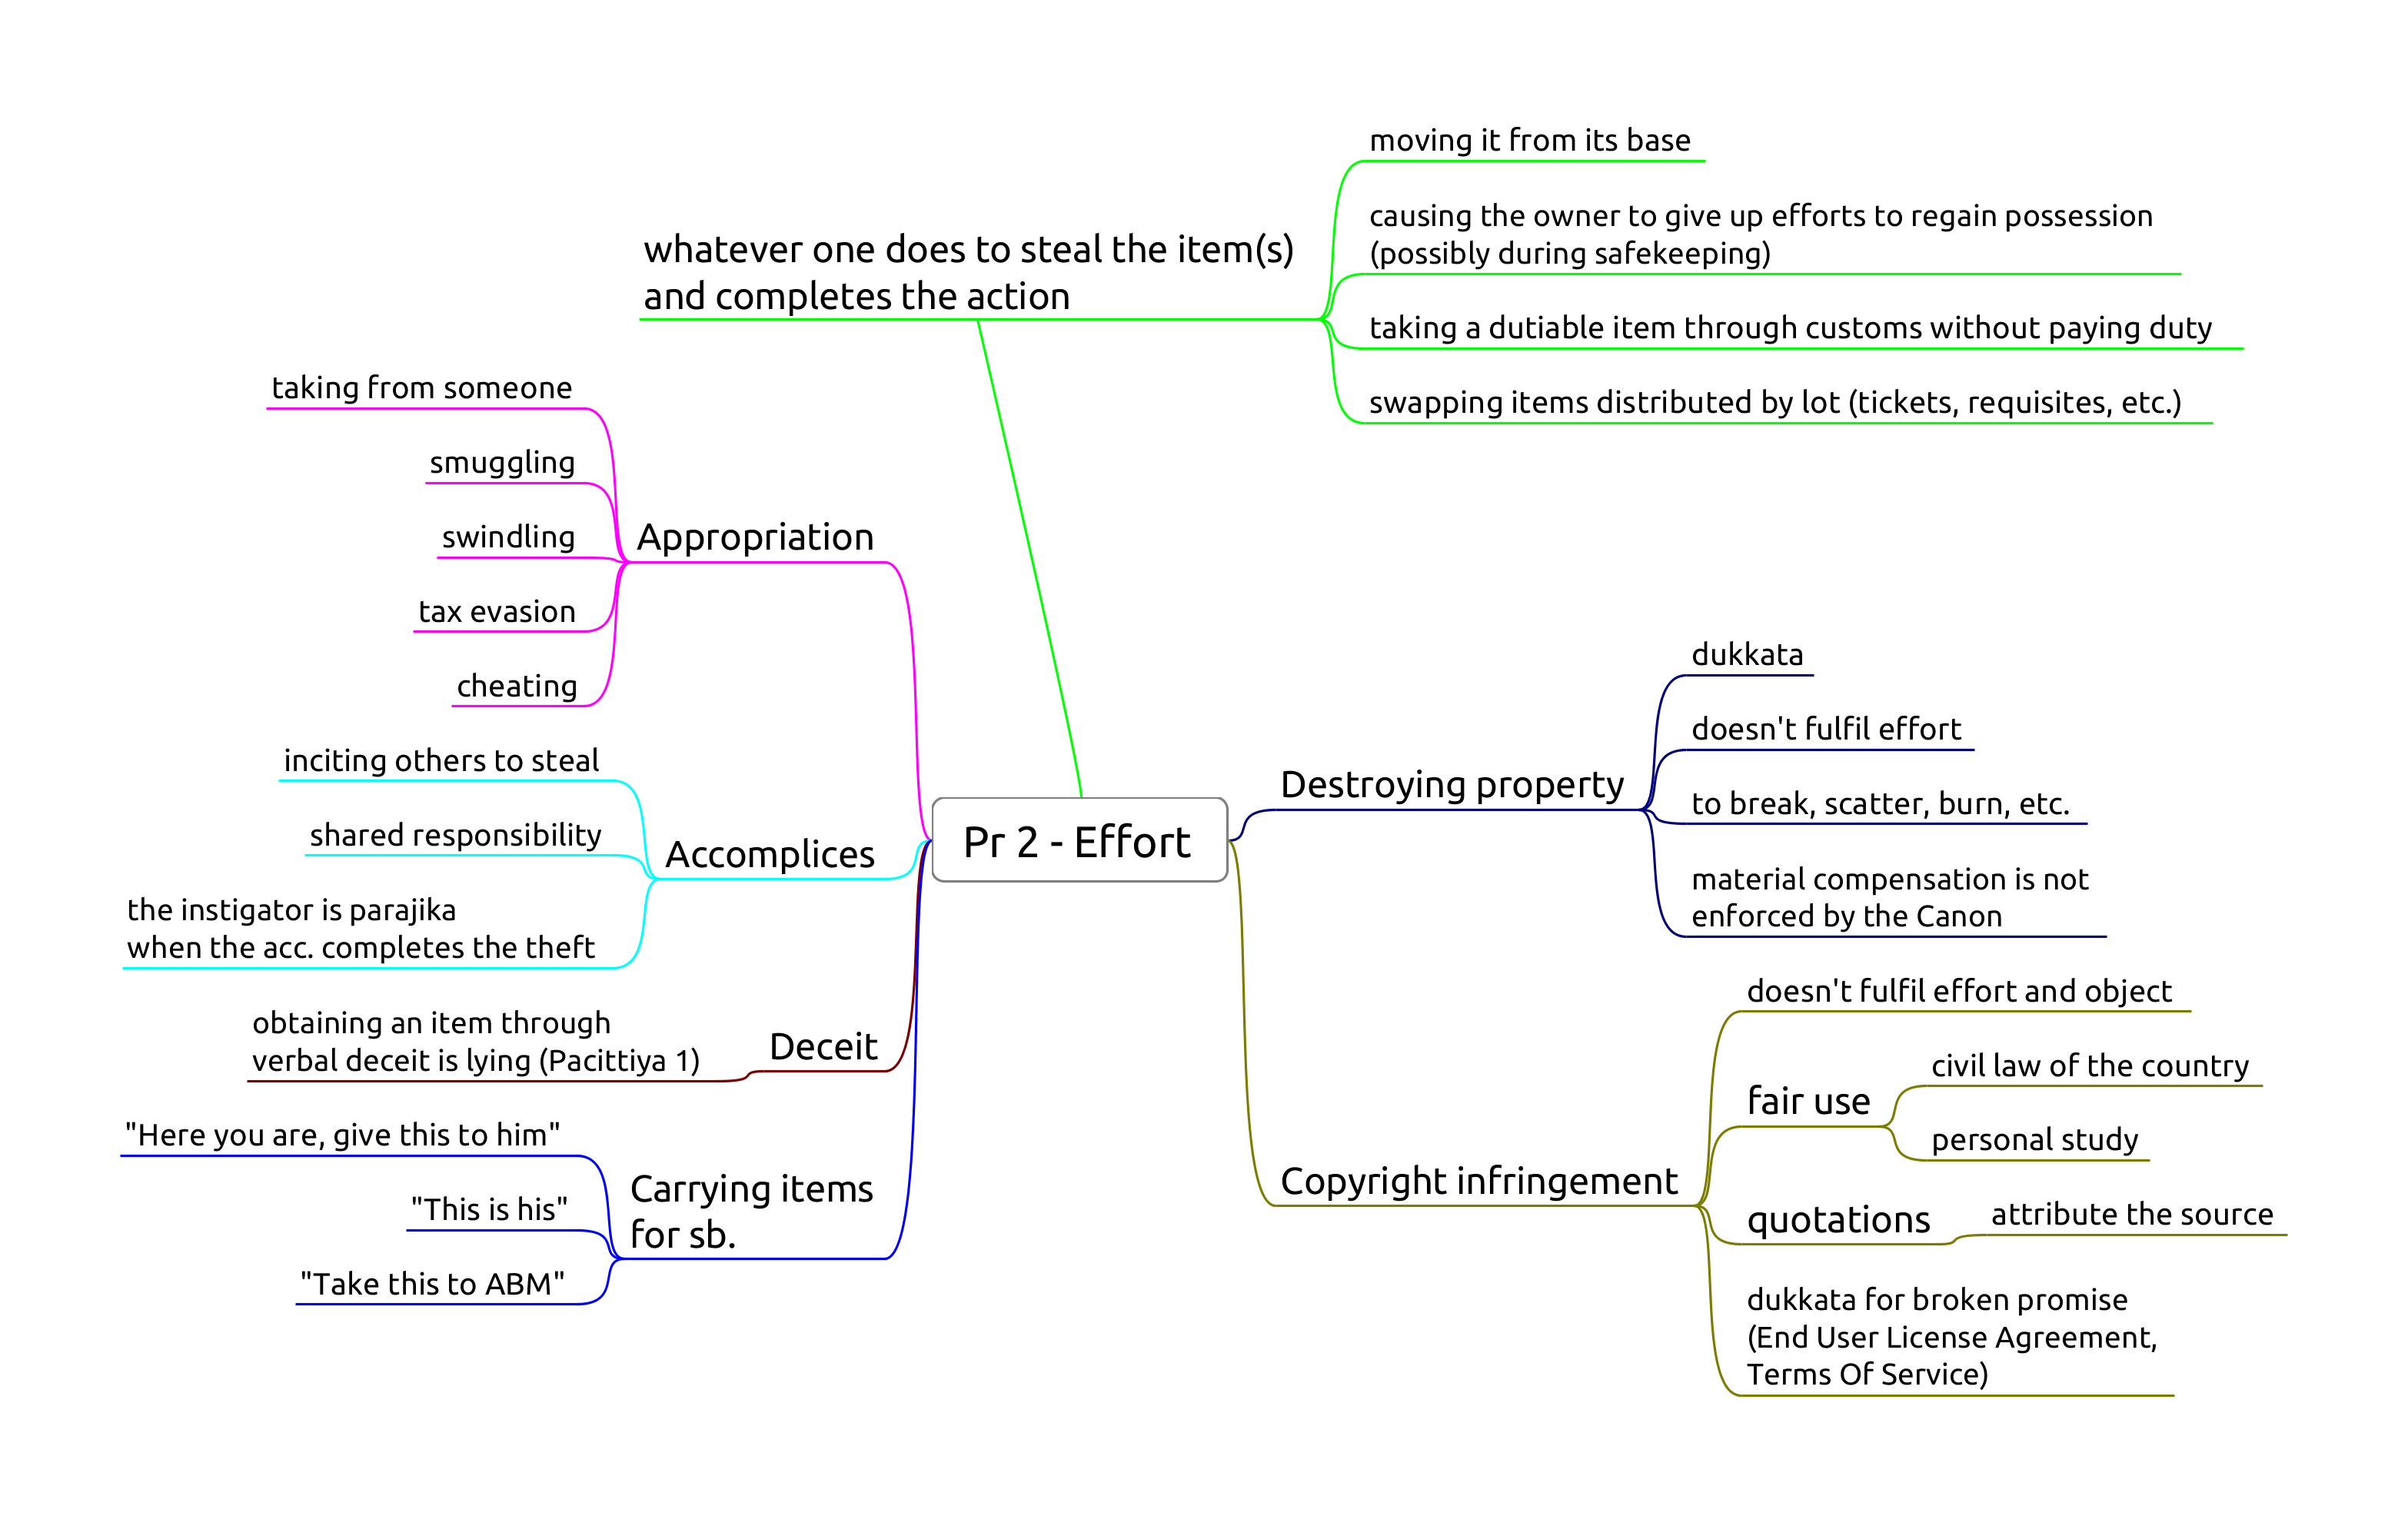 moving it from its base
causing the owner to give up efforts to regain possession
(possibly during safekeeping)
whatever one does to steal the item(s)
and completes the action
taking a dutiable item through customs without paying duty
swapping items distributed by lot (tickets, requisites, etc.)
taking from someone
smuggling
swindling
Appropriation
tax evasion
cheating
inciting others to steal
shared responsibility
Accomplices
the instigator is parajika
when the acc. completes the theft
obtaining an item through
verbal deceit is lying (Pacittiya 1)
Deceit
"Here you are, give this to him"
"This is his"
Carrying items
for sb.
"Take this to ABM"
Pr 2 - Effort
dukkata
doesn't fulfil effort
Destroying property
to break, scatter, burn, etc.
material compensation is not
enforced by the Canon
doesn't fulfil effort and object
fair use
civil law of the country
personal study
Copyright infringement
quotations
attribute the source
dukkata for broken promise
(End User License Agreement,
Terms Of Service)